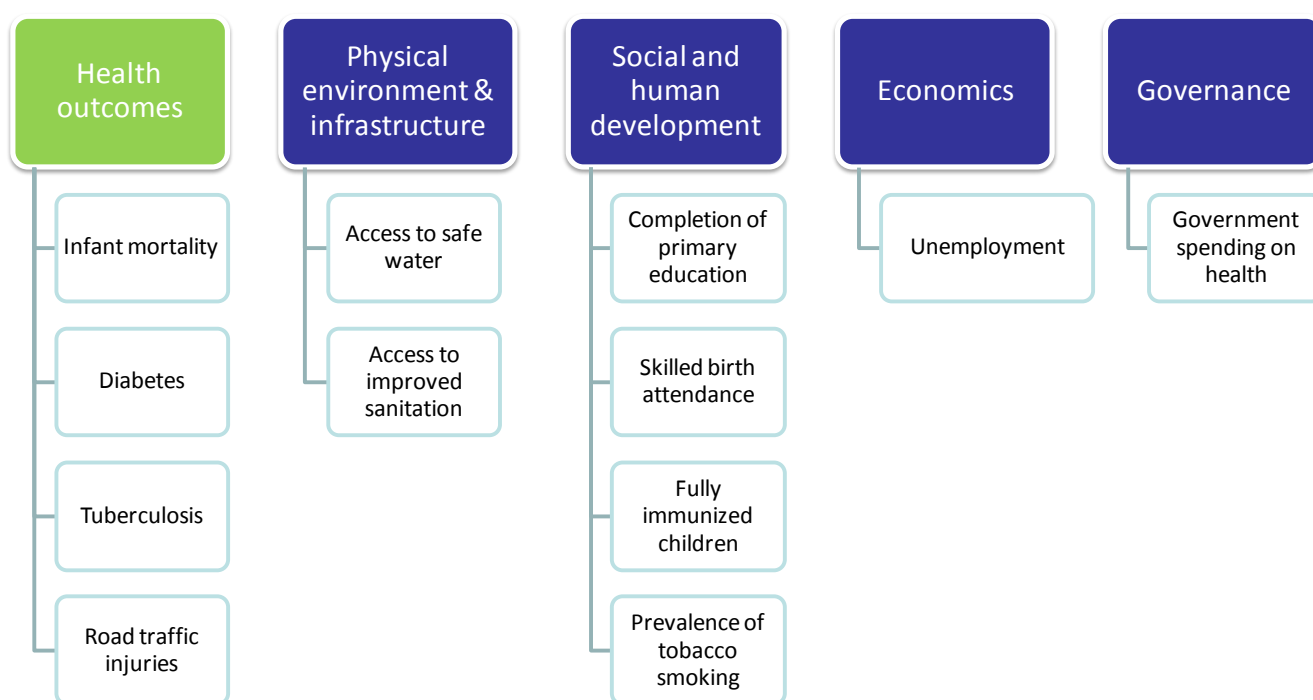 Health
outcomes
Physical
environment &
infrastructure
Social and
human
development
Economics
Governance
Infant mortality
Diabetes
Tuberculosis
Road traffic
injuries
Access to safe
water
Access to
improved
sanitation
Completion of
primary
education
Skilled birth
attendance
Fully
immunized
children
Prevalence of
tobacco
smoking
Unemployment
Government
spending on
health